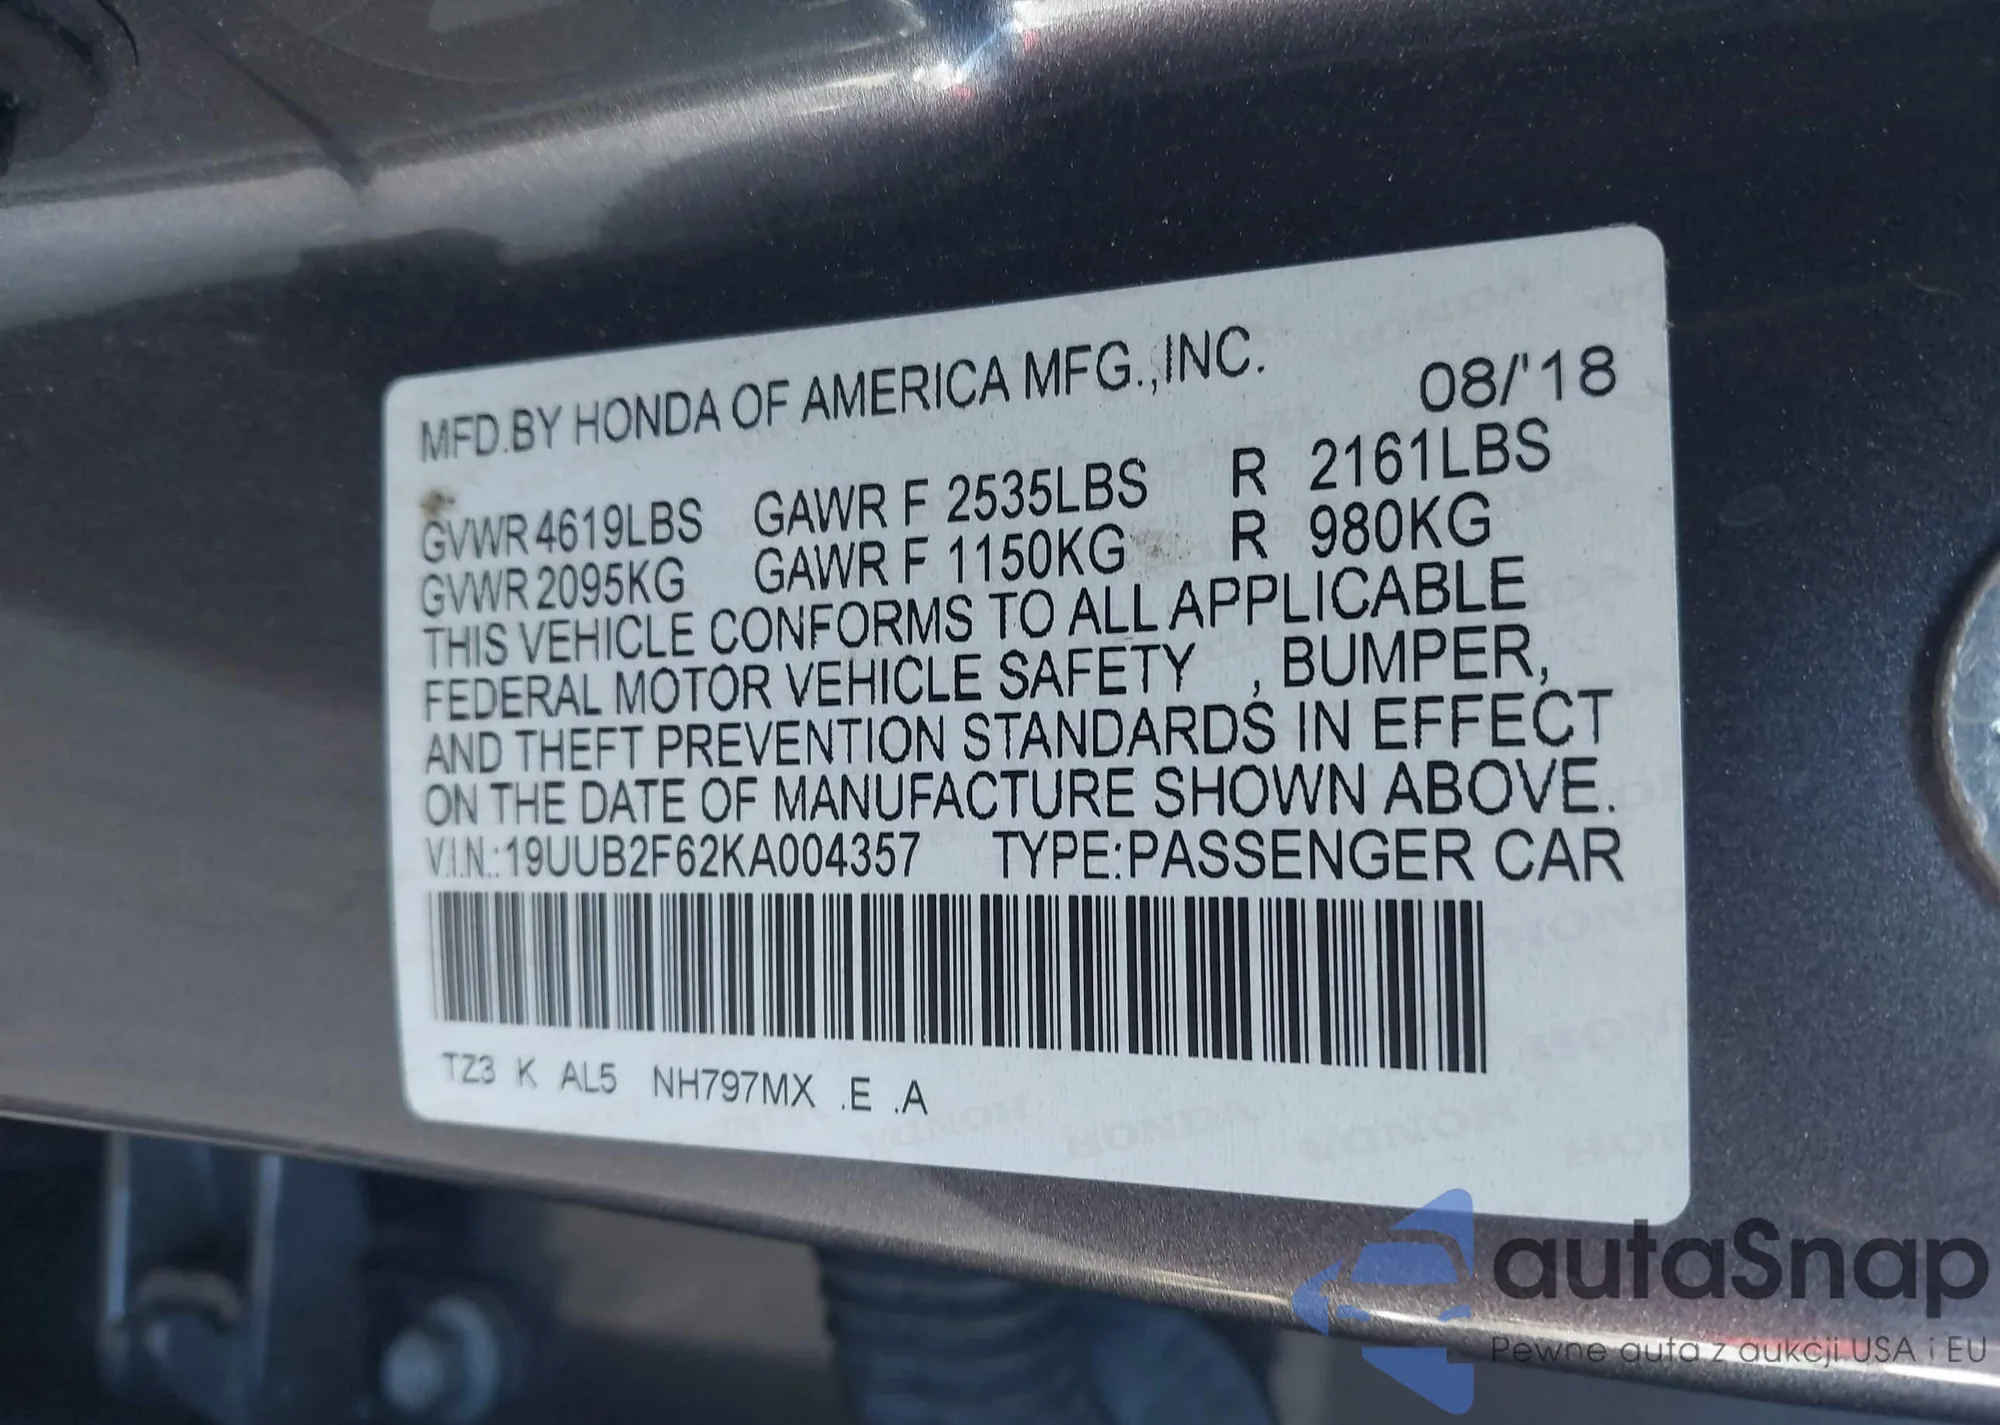 MFD.BY HONDA OF AMERICA MFG.,INC. 08/'18
GVWR 4619LBS GAWR F 2535LBS R 2161LBS
GVWR 2095KG GAWR F 1150KG R 980KG
THIS VEHICLE CONFORMS TO ALL APPLICABLE
FEDERAL MOTOR VEHICLE SAFETY , BUMPER,
AND THEFT PREVENTION STANDARDS IN EFFECT
ON THE DATE OF MANUFACTURE SHOWN ABOVE.
V.I.N.:19UUB2F62KA004357 TYPE:PASSENGER CAR
TZ3 K AL5 NH797MX .E .A
autaSnap
Pewne auta z aukcji USA i EU